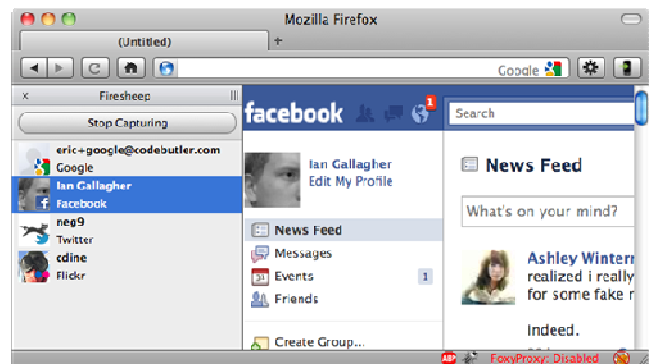 Mozilla Firefox
(Untitled)
+
Google
x Firesheep
Stop Capturing
eric+google@codebutler.com
Google
Ian Gallagher
Facebook
neg9
Twitter
cdine
Flickr
facebook
1
Search
Ian Gallagher
Edit My Profile
News Feed
Messages
31 Events 1
Friends
Create Group...
News Feed
What's on your mind?
Ashley Winterr
realized i really
for some fake r
Indeed.
ABP FoxyProxy: Disabled